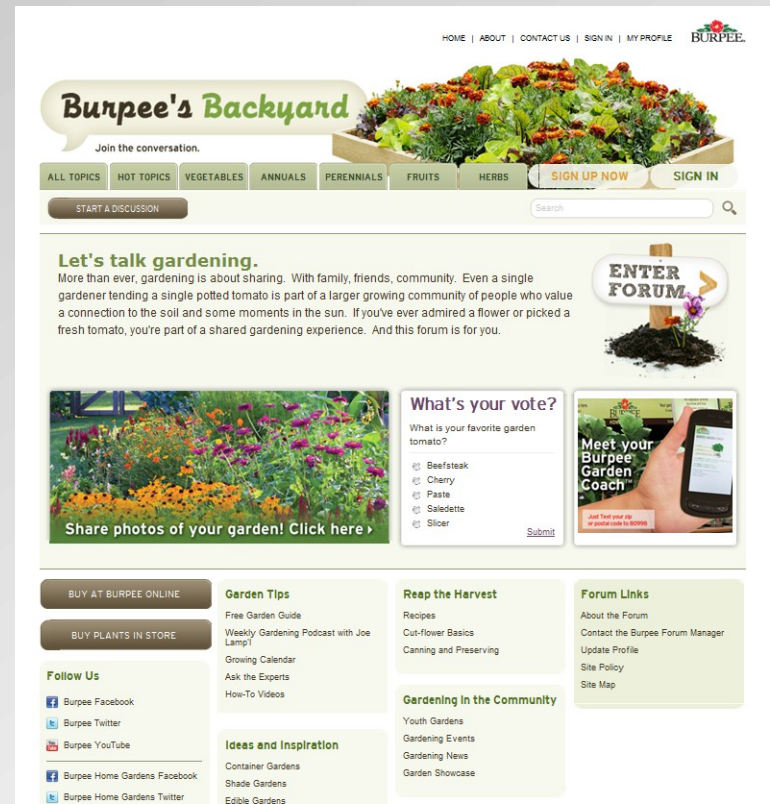 HOME | ABOUT | CONTACT US | SIGN IN | MY PROFILE
BURPEE.
Burpee's Backyard
Join the conversation.
ALL TOPICS HOT TOPICS VEGETABLES ANNUALS PERENNIALS FRUITS HERBS SIGN UP NOW SIGN IN
START A DISCUSSION
Search
Let's talk gardening.
More than ever, gardening is about sharing. With family, friends, community. Even a single
gardener tending a single potted tomato is part of a larger growing community of people who value
a connection to the soil and some moments in the sun. If you've ever admired a flower or picked a
fresh tomato, you're part of a shared gardening experience. And this forum is for you.
ENTER
FORUM
Share photos of your garden! Click here
What's your vote?
What is your favorite garden
tomato?
Beefsteak
Cherry
Paste
Saledette
Slicer
Submit
BURPEE
Meet your
Burpee
Garden
Coach™
Just Text your zip
or postal code to 80998
BUY AT BURPEE ONLINE
BUY PLANTS IN STORE
Follow Us
Burpee Facebook
Burpee Twitter
Burpee YouTube
Burpee Home Gardens Facebook
Burpee Home Gardens Twitter
Garden Tips
Free Garden Guide
Weekly Gardening Podcast with Joe
Lamp'l
Growing Calendar
Ask the Experts
How-To Videos
Ideas and Inspiration
Container Gardens
Shade Gardens
Edible Gardens
Reap the Harvest
Recipes
Cut-flower Basics
Canning and Preserving
Gardening in the Community
Youth Gardens
Gardening Events
Gardening News
Garden Showcase
Forum Links
About the Forum
Contact the Burpee Forum Manager
Update Profile
Site Policy
Site Map